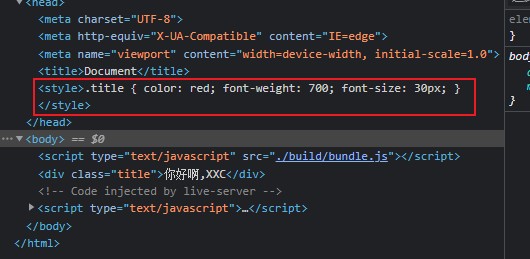 ▼<head>
<meta charset="UTF-8">
<meta http-equiv="X-UA-Compatible" content="IE=edge">
<meta name="viewport" content="width=device-width, initial-scale=1.0">
<title>Document</title>
<style>.title { color: red; font-weight: 700; font-size: 30px; }
</style>
</head>
…▼<body> == $0
<script type="text/javascript" src="./build/bundle.js"></script>
<div class="title">你好啊,XXC</div>
<!-- Code injected by live-server -->
▶<script type="text/javascript">…</script>
</body>
</html>
ele
}
body
}